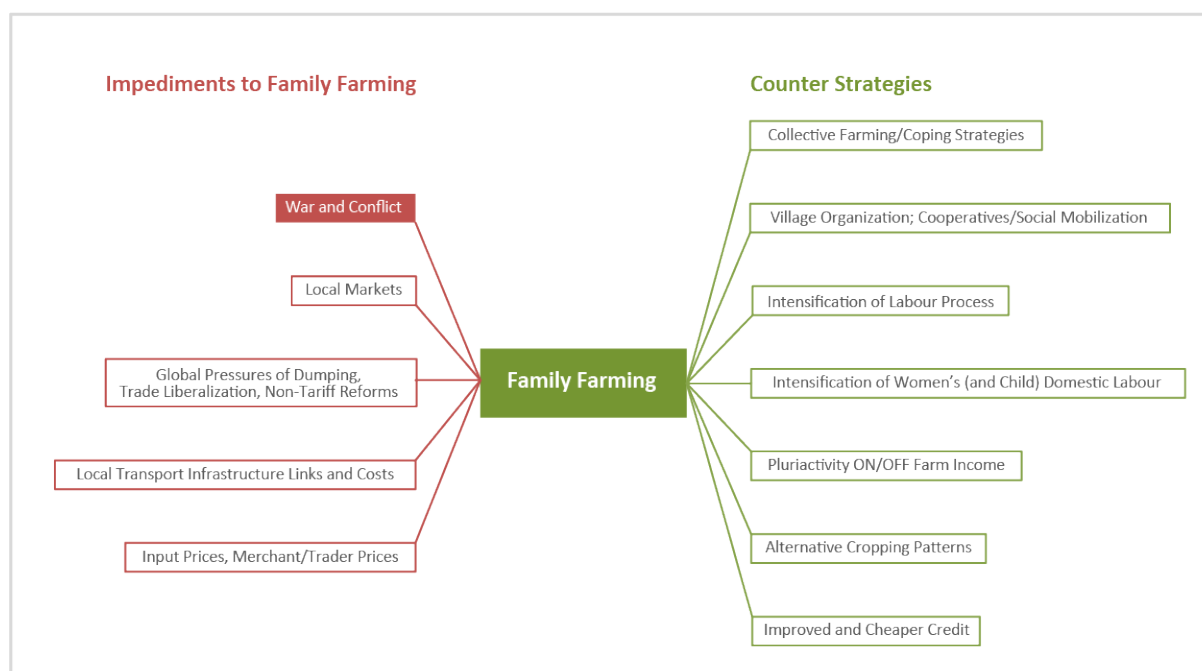 Impediments to Family Farming
War and Conflict
Local Markets
Global Pressures of Dumping,
Trade Liberalization, Non-Tariff Reforms
Local Transport Infrastructure Links and Costs
Input Prices, Merchant/Trader Prices
Family Farming
Counter Strategies
Collective Farming/Coping Strategies
Village Organization; Cooperatives/Social Mobilization
Intensification of Labour Process
Intensification of Women's (and Child) Domestic Labour
Pluriactivity ON/OFF Farm Income
Alternative Cropping Patterns
Improved and Cheaper Credit